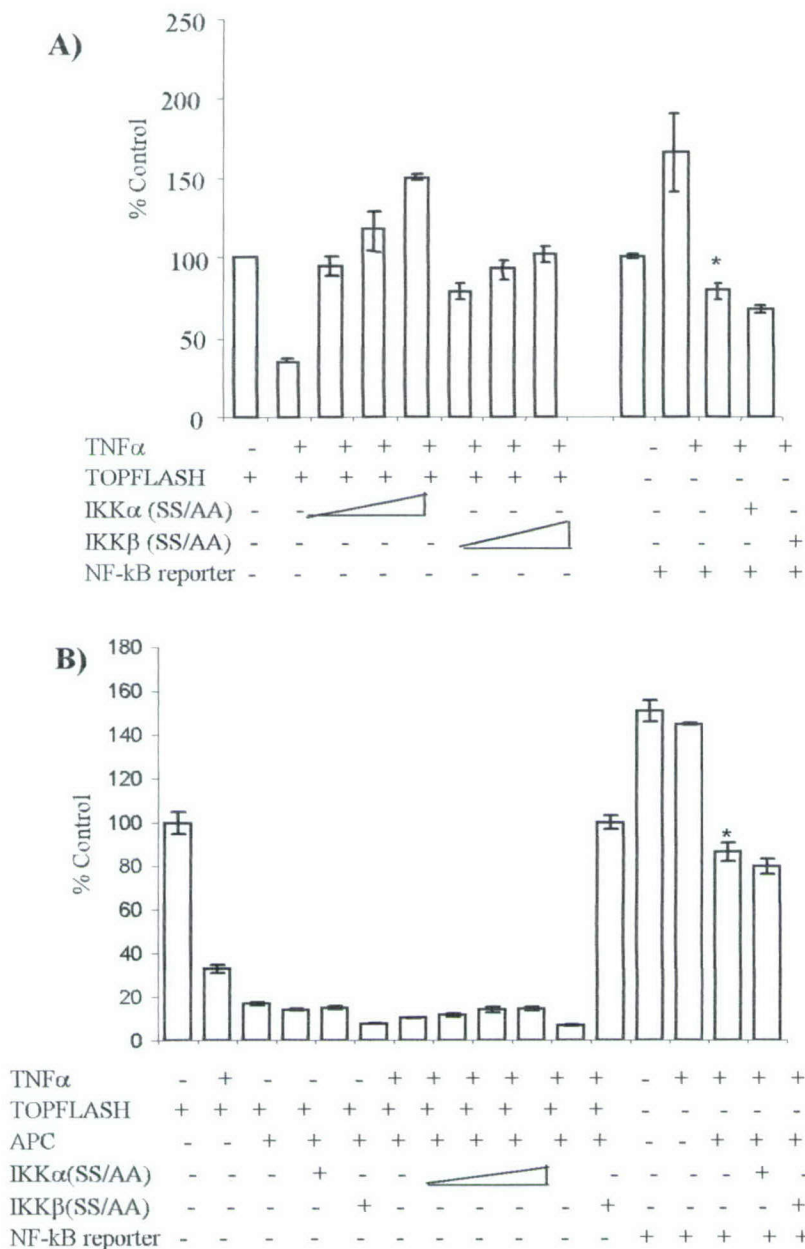 A)
250
200
150
100
50
0
% Control
*
TNFα - + + + + + + + - + + +
TOPFLASH + + + + + + + + - - - -
IKKα (SS/AA) - - - - - - - + -
IKKβ (SS/AA) - - - - - - - - +
NF-kB reporter - - - - - - - - + + + +
B)
180
160
140
120
100
80
60
40
20
0
% Control
*
TNFα - + - - - + + + + + + - + + + +
TOPFLASH + + + + + + + + + + + - - - - -
APC - - + + + + + + + + + - - + + +
IKKα(SS/AA) - - - + - - - - - - + -
IKKβ(SS/AA) - - - - + - - - - - + - - - - +
NF-kB reporter - - - - - - - - - - - + + + + +